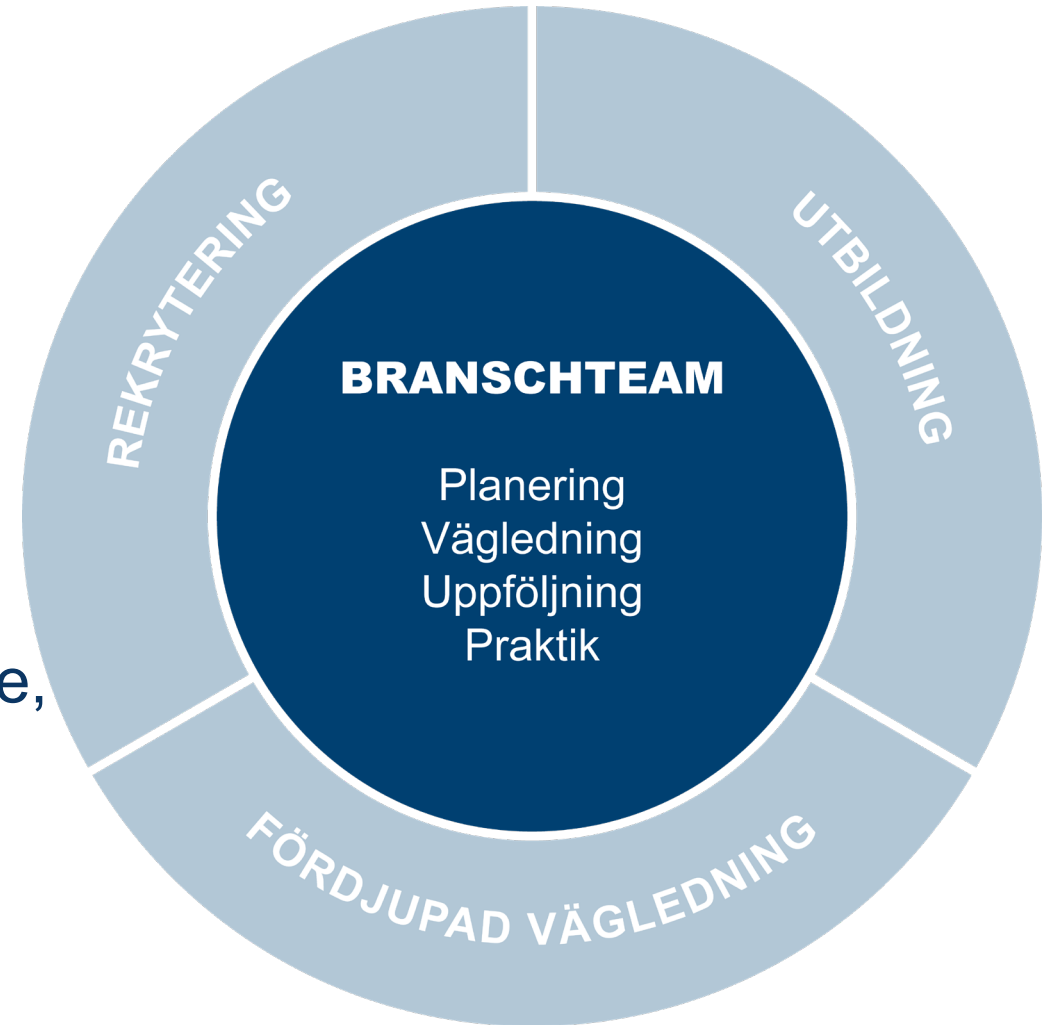 REKRYTERING
UTBILDNING
BRANSCHTEAM
Planering
Vägledning
Uppföljning
Praktik
e,
FÖRDJUPAD VÄGLEDNING